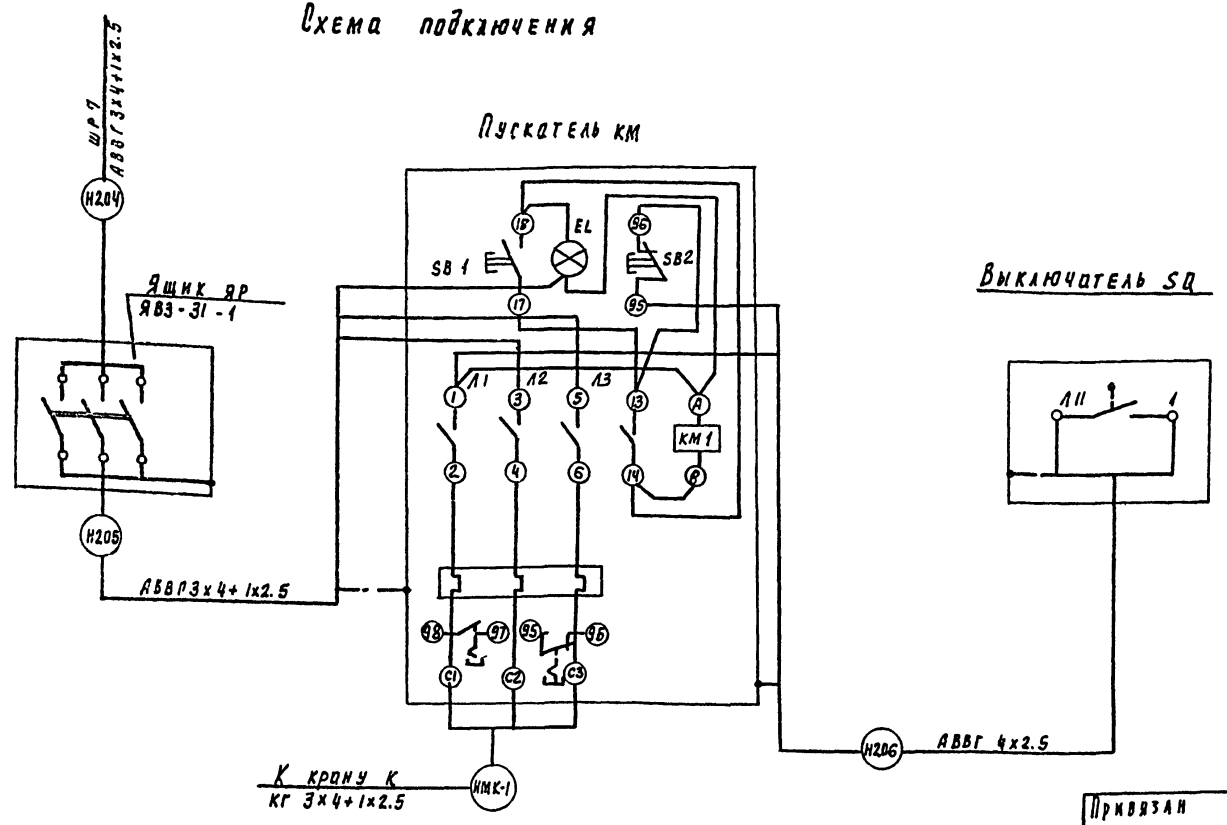 Схема подключения
ШР7
АВВГ 3х4+1х2.5
Н204
Ящик ЯР
ЯВЗ-31-1
Н205
АВВГ 3х4+1х2.5
Пускатель КМ
18
EL
96
SB1
SB2
17
95
1
Л1
3
Л2
5
Л3
13
А
КМ1
2
4
6
14
В
98
97
95
96
С1
С2
С3
К крану К
КГ 3х4+1х2.5
НМК-1
Выключатель SQ
Л11
1
Н206
АВВГ 4х2.5
Привязан